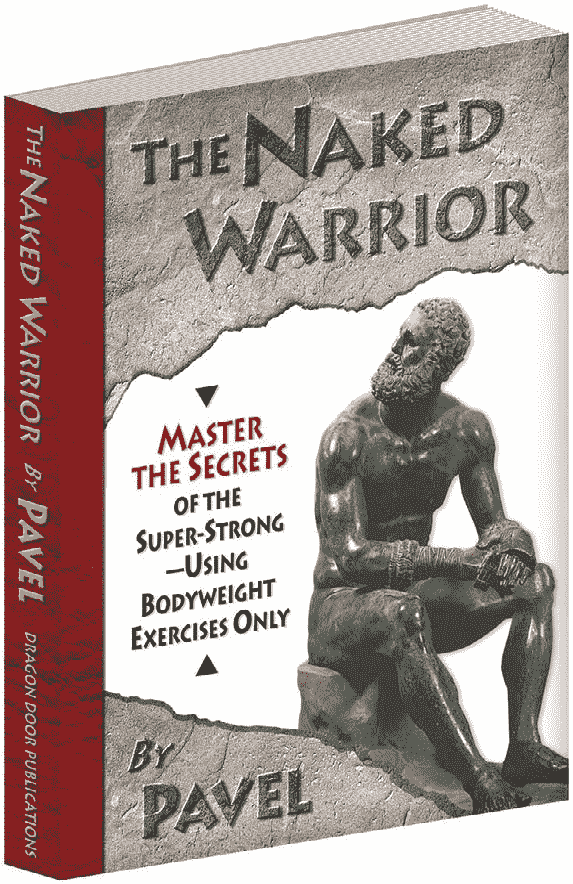 THE NAKED
WARRIOR
MASTER
THE SECRETS
OF THE
SUPER-STRONG
—USING
BODYWEIGHT
EXERCISES ONLY
BY
PAVEL
THE NAKED WARRIOR BY PAVEL DRAGON DOOR PUBLICATIONS